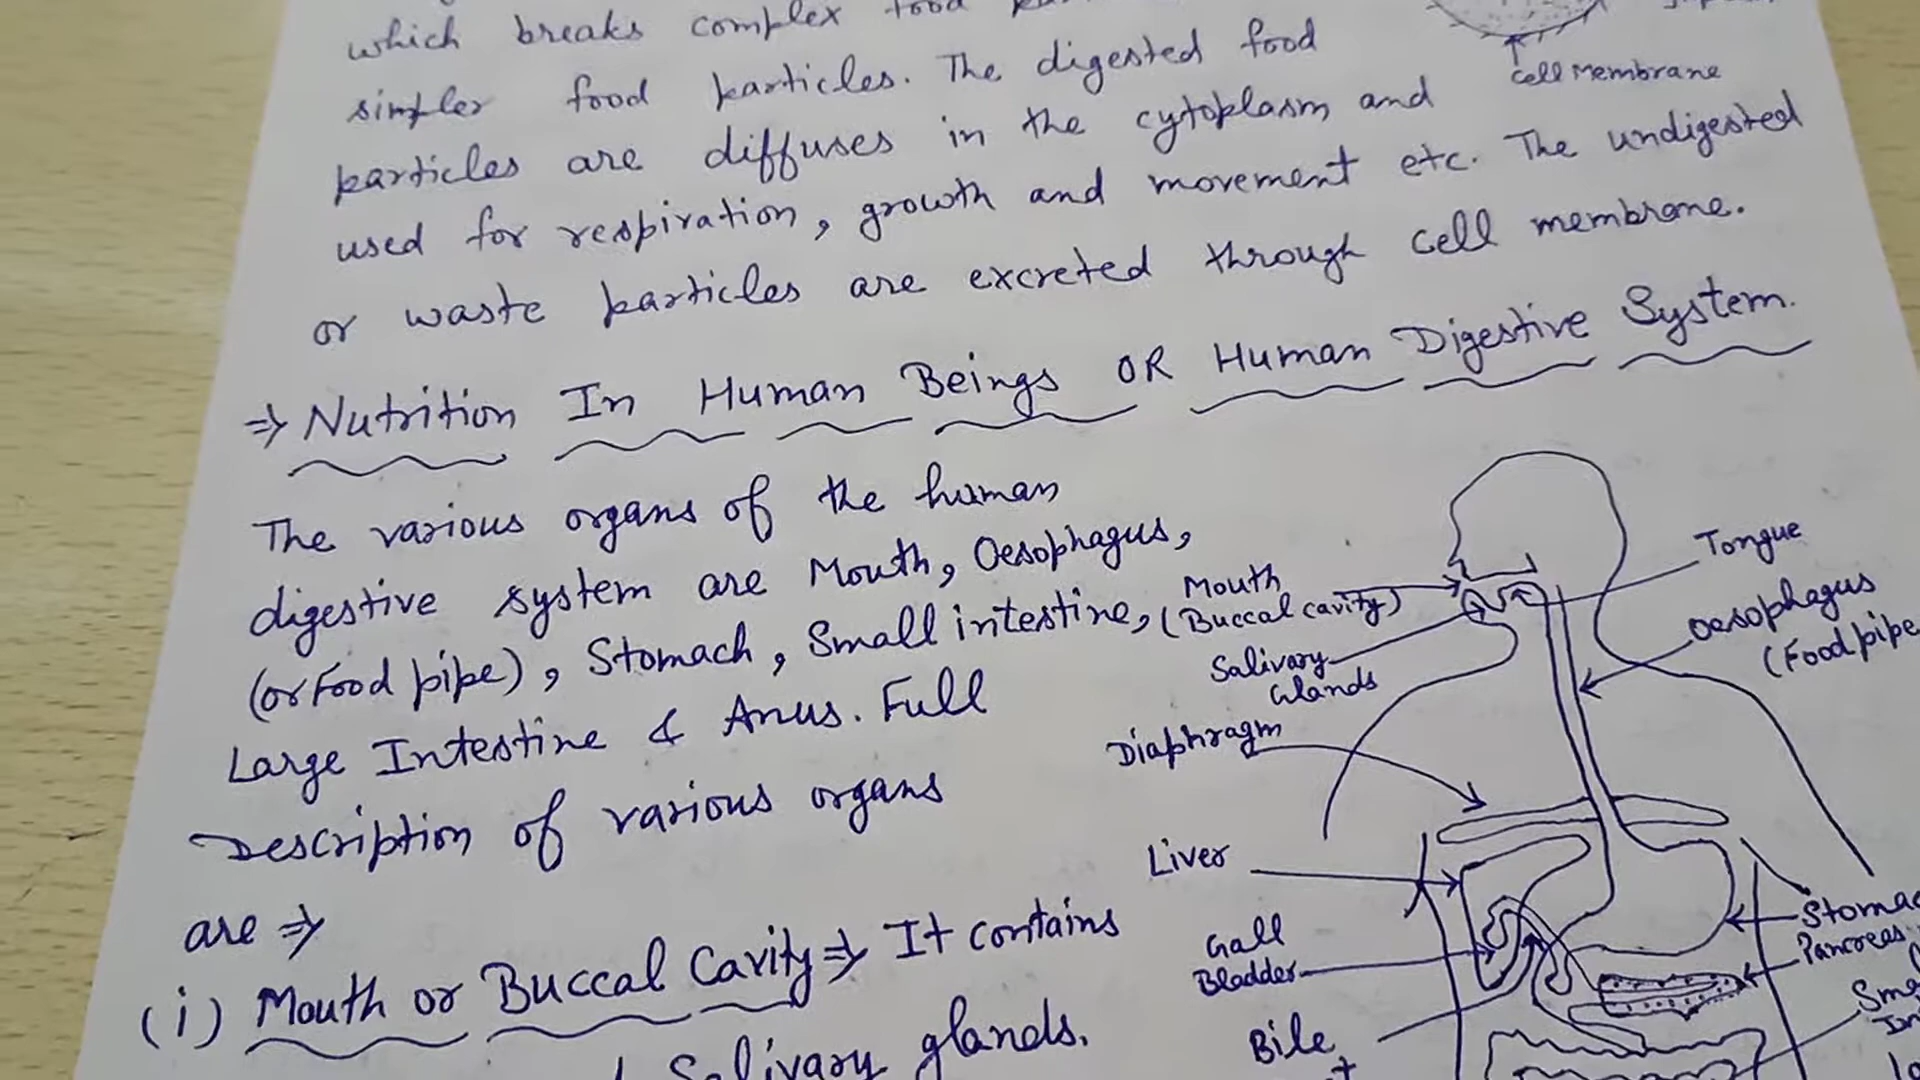 which breaks complex food
simpler food particles. The digested food
particles are diffuses in the cytoplasm and
used for respiration, growth and movement etc. The undigested
or waste particles are excreted through cell membrane.
cell membrane
⇒ Nutrition In Human Beings OR Human Digestive System.
The various organs of the human
digestive system are Mouth, Oesophagus,
(or Food pipe), Stomach, Small intestine,
Large Intestine & Anus. Full
Description of various organs
are ⇒
(i) Mouth or Buccal Cavity ⇒ It contains
Salivary glands.
Mouth
(Buccal cavity)
Salivary
Glands
Diaphragm
Liver
Gall
Bladder
Bile
Tongue
Oesophagus
(Food pipe
Stomac
Pancreas